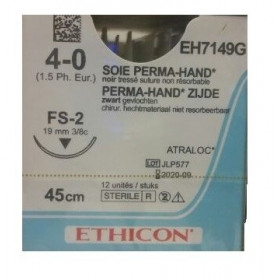 4-0
(1.5 Ph. Eur.)
EH7149G
SOIE PERMA-HAND*
noir tressée
suture non résorbable
PERMA-HAND* ZIJDE
zwart gevlochten
chirur. hechtmateriaal niet resorbeerbaar
FS-2
19 mm 3/8c
ATRALOC*
LOT JLP577
2020-09
45cm
12 unités / stuks
STERILE R
ETHICON